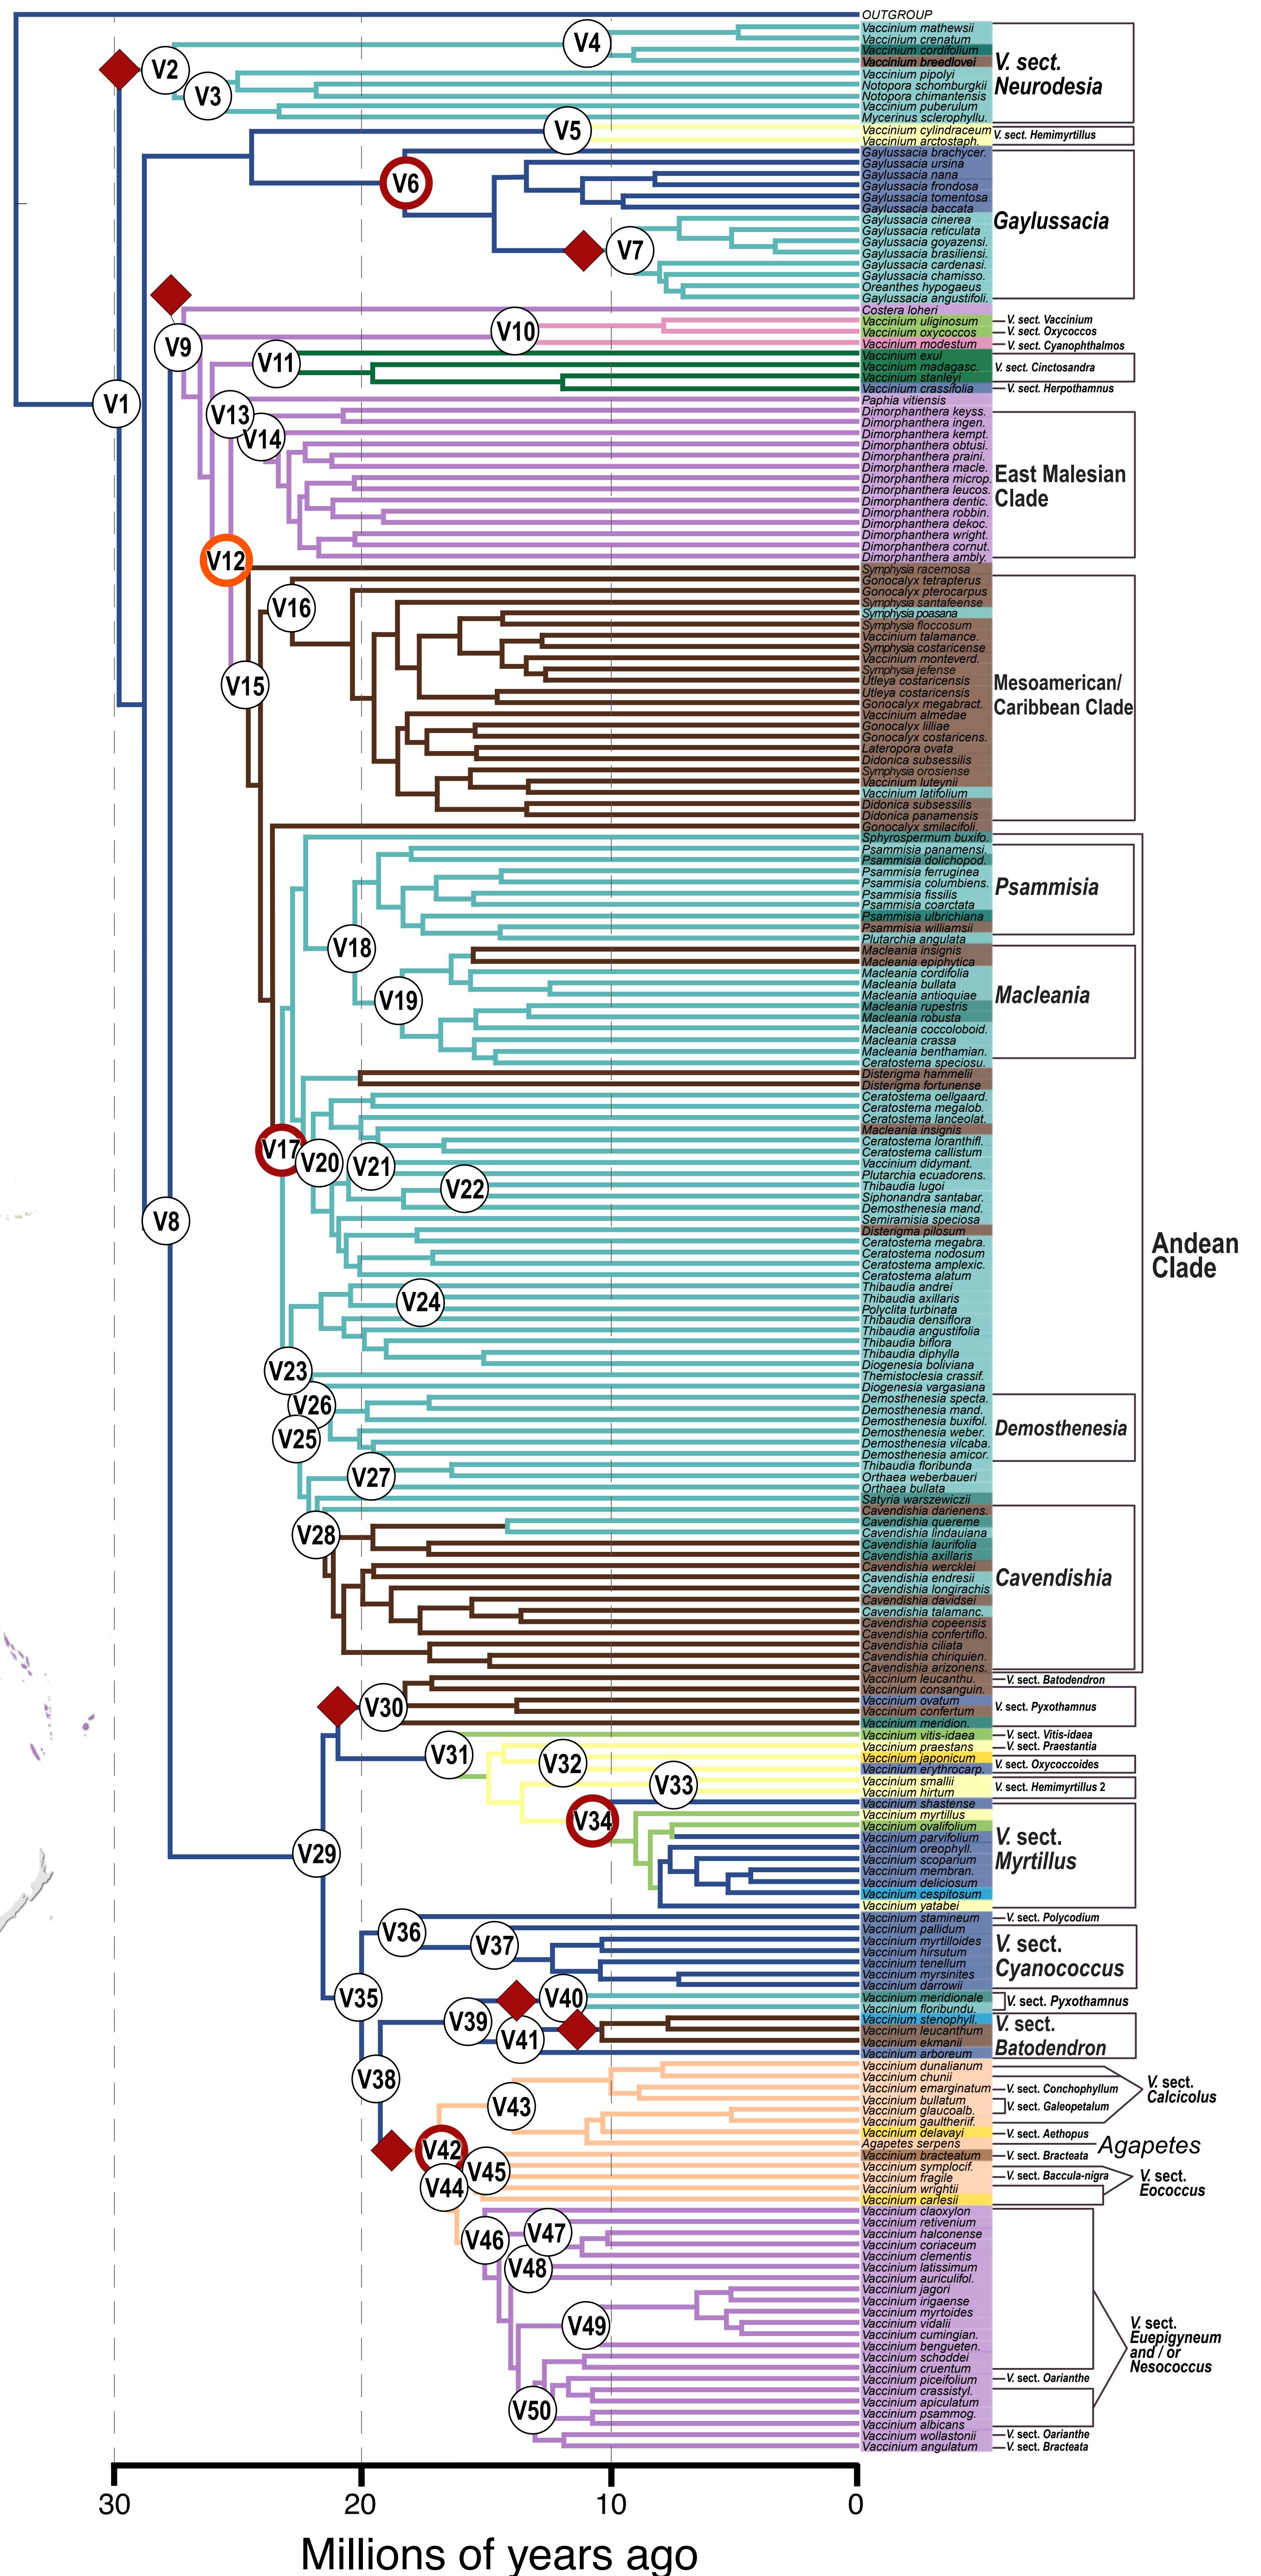 OUTGROUP
Vaccinium mathewsii
Vaccinium crenatum
Vaccinium cordifolium
Vaccinium breedlovei
Vaccinium pipolyi
Notopora schomburgkii
Notopora chimantensis
Vaccinium puberulum
Mycerinus sclerophyllu.
V. sect.
Neurodesia
Vaccinium cylindraceum
Vaccinium arctostaph.
V. sect. Hemimyrtillus
Gaylussacia brachycer.
Gaylussacia ursina
Gaylussacia nana
Gaylussacia frondosa
Gaylussacia tomentosa
Gaylussacia baccata
Gaylussacia cinerea
Gaylussacia reticulata
Gaylussacia goyazensi.
Gaylussacia brasiliensi.
Gaylussacia cardenasi.
Gaylussacia chamisso.
Oreanthes hypogaeus
Gaylussacia angustifoli.
Gaylussacia
Costera loheri
Vaccinium uliginosum
Vaccinium oxycoccos
Vaccinium modestum
V. sect. Vaccinium
V. sect. Oxycoccos
V. sect. Cyanophthalmos
Vaccinium exul
Vaccinium madagasc.
Vaccinium stanleyi
Vaccinium crassifolia
V. sect. Cinctosandra
V. sect. Herpothamnus
Paphia vitiensis
Dimorphanthera keyss.
Dimorphanthera ingen.
Dimorphanthera kempt.
Dimorphanthera obtusi.
Dimorphanthera praini.
Dimorphanthera macle.
Dimorphanthera microp.
Dimorphanthera leucos.
Dimorphanthera dentic.
Dimorphanthera robbin.
Dimorphanthera dekoc.
Dimorphanthera wright.
Dimorphanthera cornut.
Dimorphanthera ambly.
East Malesian
Clade
Symphysia racemosa
Gonocalyx tetrapterus
Gonocalyx pterocarpus
Symphysia santafeense
Symphysia poasana
Symphysia floccosum
Vaccinium talamance.
Symphysia costaricense
Vaccinium monteverd.
Symphysia jefense
Utleya costaricensis
Utleya costaricensis
Gonocalyx megabract.
Vaccinium almedae
Gonocalyx lilliae
Gonocalyx costaricens.
Lateropora ovata
Didonica subsessilis
Symphysia orosiense
Vaccinium luteynii
Vaccinium latifolium
Didonica subsessilis
Didonica panamensis
Mesoamerican/
Caribbean Clade
Gonocalyx smilacifoli.
Sphyrospermum buxifo.
Psammisia panamensi.
Psammisia dolichopod.
Psammisia ferruginea
Psammisia columbiens.
Psammisia fissilis
Psammisia coarctata
Psammisia ulbrichiana
Psammisia williamsii
Plutarchia angulata
Psammisia
Macleania insignis
Macleania epiphytica
Macleania cordifolia
Macleania bullata
Macleania antioquiae
Macleania rupestris
Macleania robusta
Macleania coccoloboid.
Macleania crassa
Macleania benthamian.
Ceratostema speciosu.
Macleania
Disterigma hammelii
Disterigma fortunense
Ceratostema oellgaard.
Ceratostema megalob.
Ceratostema lanceolat.
Macleania insignis
Ceratostema loranthifl.
Ceratostema callistum
Vaccinium didymant.
Plutarchia ecuadorens.
Thibaudia lugoi
Siphonandra santabar.
Demosthenesia mand.
Semiramisia speciosa
Disterigma pilosum
Ceratostema megabra.
Ceratostema nodosum
Ceratostema amplexic.
Ceratostema alatum
Thibaudia andrei
Thibaudia axillaris
Polyclita turbinata
Thibaudia densiflora
Thibaudia angustifolia
Thibaudia biflora
Thibaudia diphylla
Diogenesia boliviana
Themistoclesia crassif.
Diogenesia vargasiana
Andean
Clade
Demosthenesia specta.
Demosthenesia mand.
Demosthenesia buxifol.
Demosthenesia weber.
Demosthenesia vilcaba.
Demosthenesia amicor.
Demosthenesia
Thibaudia floribunda
Orthaea weberbaueri
Orthaea bullata
Satyria warszewiczii
Cavendishia darienens.
Cavendishia quereme
Cavendishia lindauiana
Cavendishia laurifolia
Cavendishia axillaris
Cavendishia wercklei
Cavendishia endresii
Cavendishia longirachis
Cavendishia davidsei
Cavendishia talamanc.
Cavendishia copeensis
Cavendishia confertiflo.
Cavendishia ciliata
Cavendishia chiriquien.
Cavendishia arizonens.
Cavendishia
Vaccinium leucanthu.
Vaccinium consanguin.
Vaccinium ovatum
Vaccinium confertum
Vaccinium meridion.
V. sect. Batodendron
V. sect. Pyxothamnus
Vaccinium vitis-idaea
Vaccinium praestans
Vaccinium japonicum
Vaccinium erythrocarp.
Vaccinium smallii
Vaccinium hirtum
V. sect. Vitis-idaea
V. sect. Praestantia
V. sect. Oxycoccoides
V. sect. Hemimyrtillus 2
Vaccinium shastense
Vaccinium myrtillus
Vaccinium ovalifolium
Vaccinium parvifolium
Vaccinium oreophyll.
Vaccinium scoparium
Vaccinium membran.
Vaccinium deliciosum
Vaccinium cespitosum
Vaccinium yatabei
V. sect.
Myrtillus
Vaccinium stamineum
V. sect. Polycodium
Vaccinium pallidum
Vaccinium myrtilloides
Vaccinium hirsutum
Vaccinium tenellum
Vaccinium myrsinites
Vaccinium darrowii
V. sect.
Cyanococcus
Vaccinium meridionale
Vaccinium floribundu.
V. sect. Pyxothamnus
Vaccinium stenophyll.
Vaccinium leucanthum
Vaccinium ekmanii
Vaccinium arboreum
V. sect.
Batodendron
Vaccinium dunalianum
Vaccinium chunii
Vaccinium emarginatum
Vaccinium bullatum
Vaccinium glaucoalb.
Vaccinium gaultheriif.
V. sect. Conchophyllum
V. sect. Galeopetalum
V. sect.
Calcicolus
Vaccinium delavayi
Agapetes serpens
Vaccinium bracteatum
V. sect. Aethopus
Agapetes
V. sect. Bracteata
Vaccinium symplocif.
Vaccinium fragile
Vaccinium wrightii
Vaccinium carlesii
V. sect. Baccula-nigra
V. sect.
Eococcus
Vaccinium claoxylon
Vaccinium retivenium
Vaccinium halconense
Vaccinium coriaceum
Vaccinium clementis
Vaccinium latissimum
Vaccinium auriculifol.
Vaccinium jagori
Vaccinium irigaense
Vaccinium myrtoides
Vaccinium vidalii
Vaccinium cumingian.
Vaccinium bengueten.
Vaccinium schoddei
Vaccinium cruentum
Vaccinium piceifolium
Vaccinium crassistyl.
Vaccinium apiculatum
Vaccinium psammog.
Vaccinium albicans
Vaccinium wollastonii
Vaccinium angulatum
V. sect.
Euepigyneum
and / or
Nesococcus
V. sect. Oarianthe
V. sect. Oarianthe
V. sect. Bracteata
V1
V2
V3
V4
V5
V6
V7
V8
V9
V10
V11
V12
V13
V14
V15
V16
V17
V18
V19
V20
V21
V22
V23
V24
V25
V26
V27
V28
V29
V30
V31
V32
V33
V34
V35
V36
V37
V38
V39
V40
V41
V42
V43
V44
V45
V46
V47
V48
V49
V50
30 20 10 0
Millions of years ago